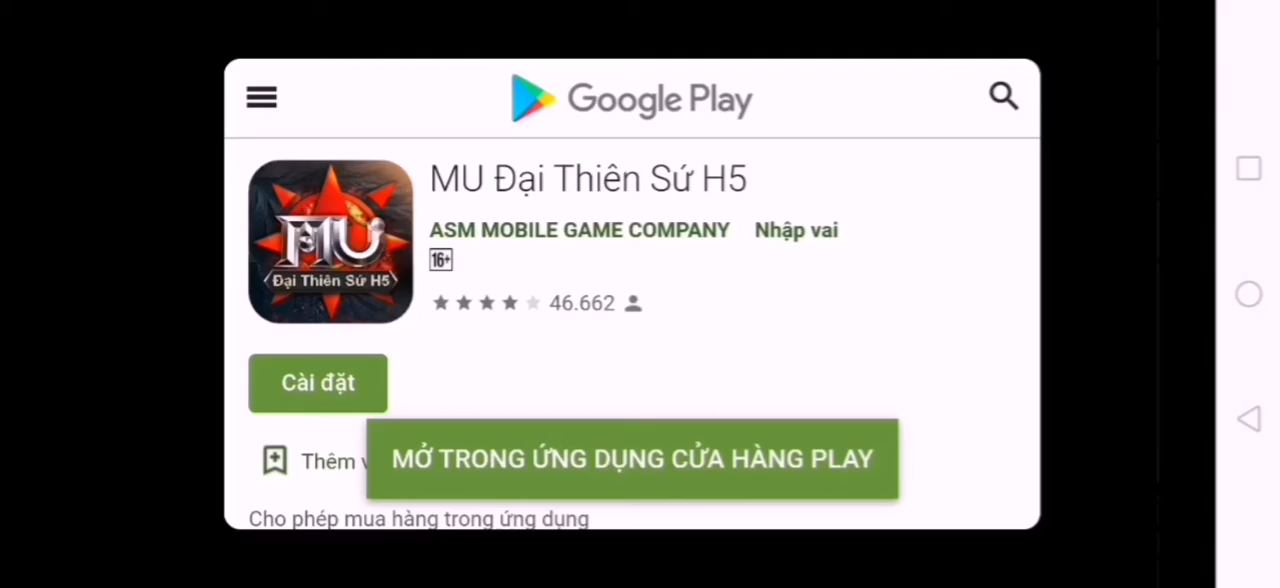 Google Play
MU Đại Thiên Sứ H5
ASM MOBILE GAME COMPANY Nhập vai
16+
46.662
MU
Đại Thiên Sứ H5
Cài đặt
Thêm
MỞ TRONG ỨNG DỤNG CỬA HÀNG PLAY
Cho phép mua hàng trong ứng dụng